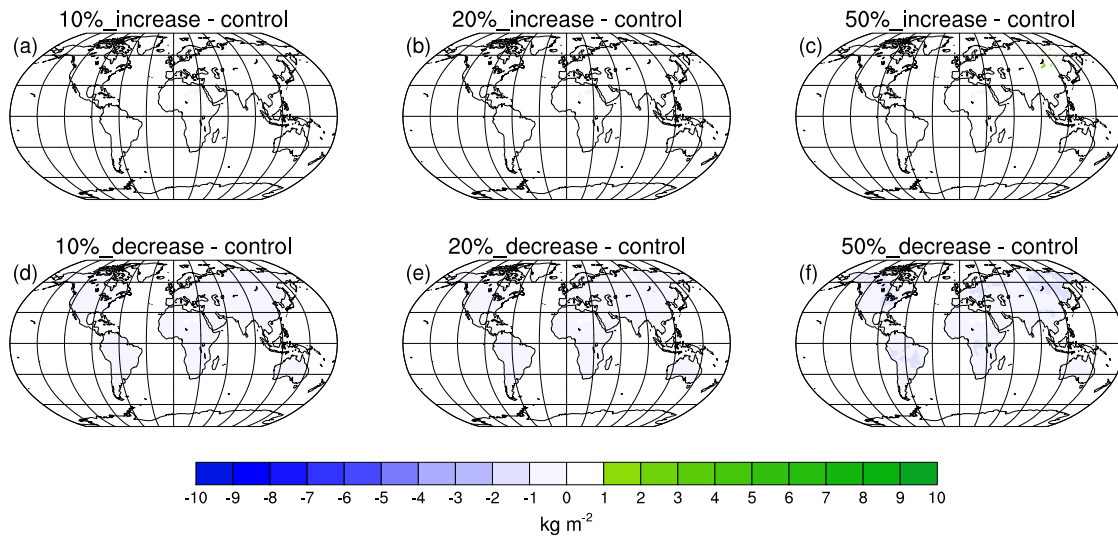 10%_increase - control 20%_increase - control 50%_increase - control
(a) (b) (c)
10%_decrease - control 20%_decrease - control 50%_decrease - control
(d) (e) (f)
-10 -9 -8 -7 -6 -5 -4 -3 -2 -1 0 1 2 3 4 5 6 7 8 9 10
kg m⁻²